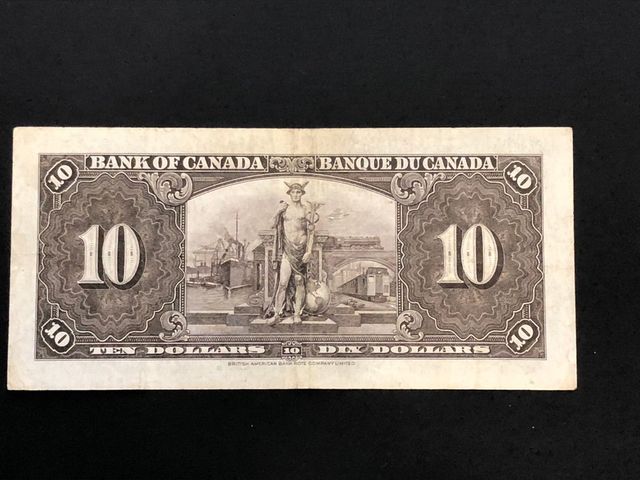 10 BANK OF CANADA BANQUE DU CANADA 10
10 10
10 TEN DOLLARS 10 DIX DOLLARS 10
BRITISH AMERICAN BANK NOTE COMPANY LIMITED